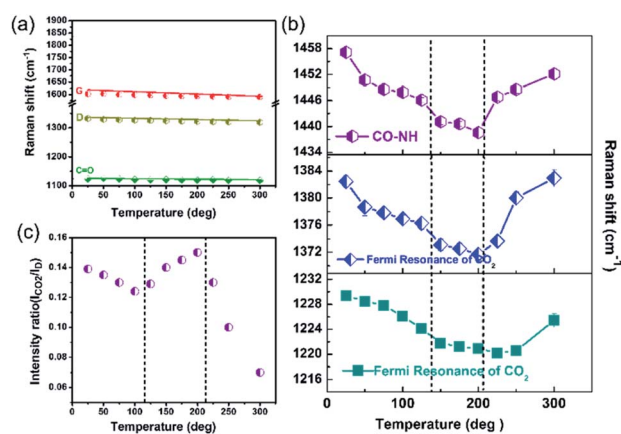 (a)
1900
1850
1800
1750
1700
1650
1600
1300
1200
1100
Raman shift (cm⁻¹)
G
D
C=O
0 50 100 150 200 250 300
Temperature (deg)
(b)
1458
1452
1446
1440
1434
CO-NH
1384
1380
1376
1372
Fermi Resonance of CO₂
1232
1228
1224
1220
1216
Fermi Resonance of CO₂
0 100 200 300
Temperature (deg )
Raman shift (cm⁻¹)
(c)
0.16
0.14
0.12
0.10
0.08
0.06
Intensity ratio(I_CO2/I_D)
0 50 100 150 200 250 300
Temperature (deg)